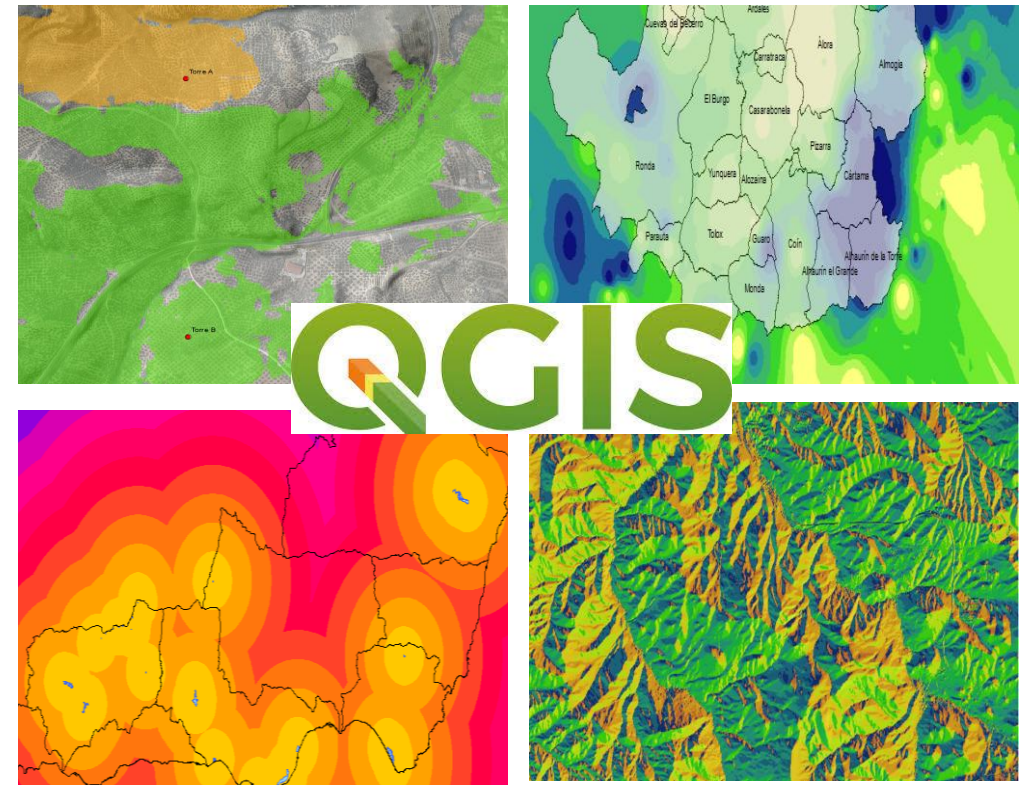 Torre A
Torre B
Ardales
Cuevas del Becerro
Álora
Carratraca
Almogía
El Burgo
Casarabonela
Pizarra
Ronda
Yunquera
Alozaina
Cártama
Parauta
Tolox
Guaro
Coín
Alhaurín de la Torre
Alhaurín el Grande
Monda
QGIS